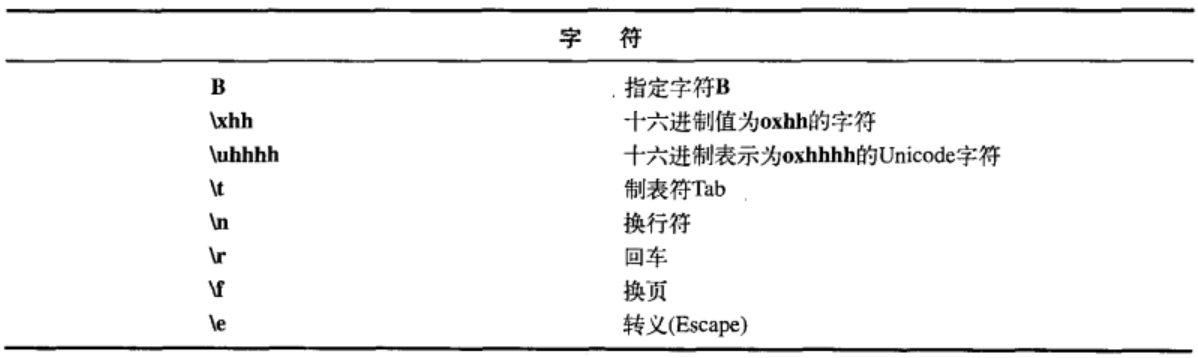 字 符
B 指定字符B
\xhh 十六进制值为oxhh的字符
\uhhhh 十六进制表示为oxhhhh的Unicode字符
\t 制表符Tab
\n 换行符
\r 回车
\f 换页
\e 转义(Escape)